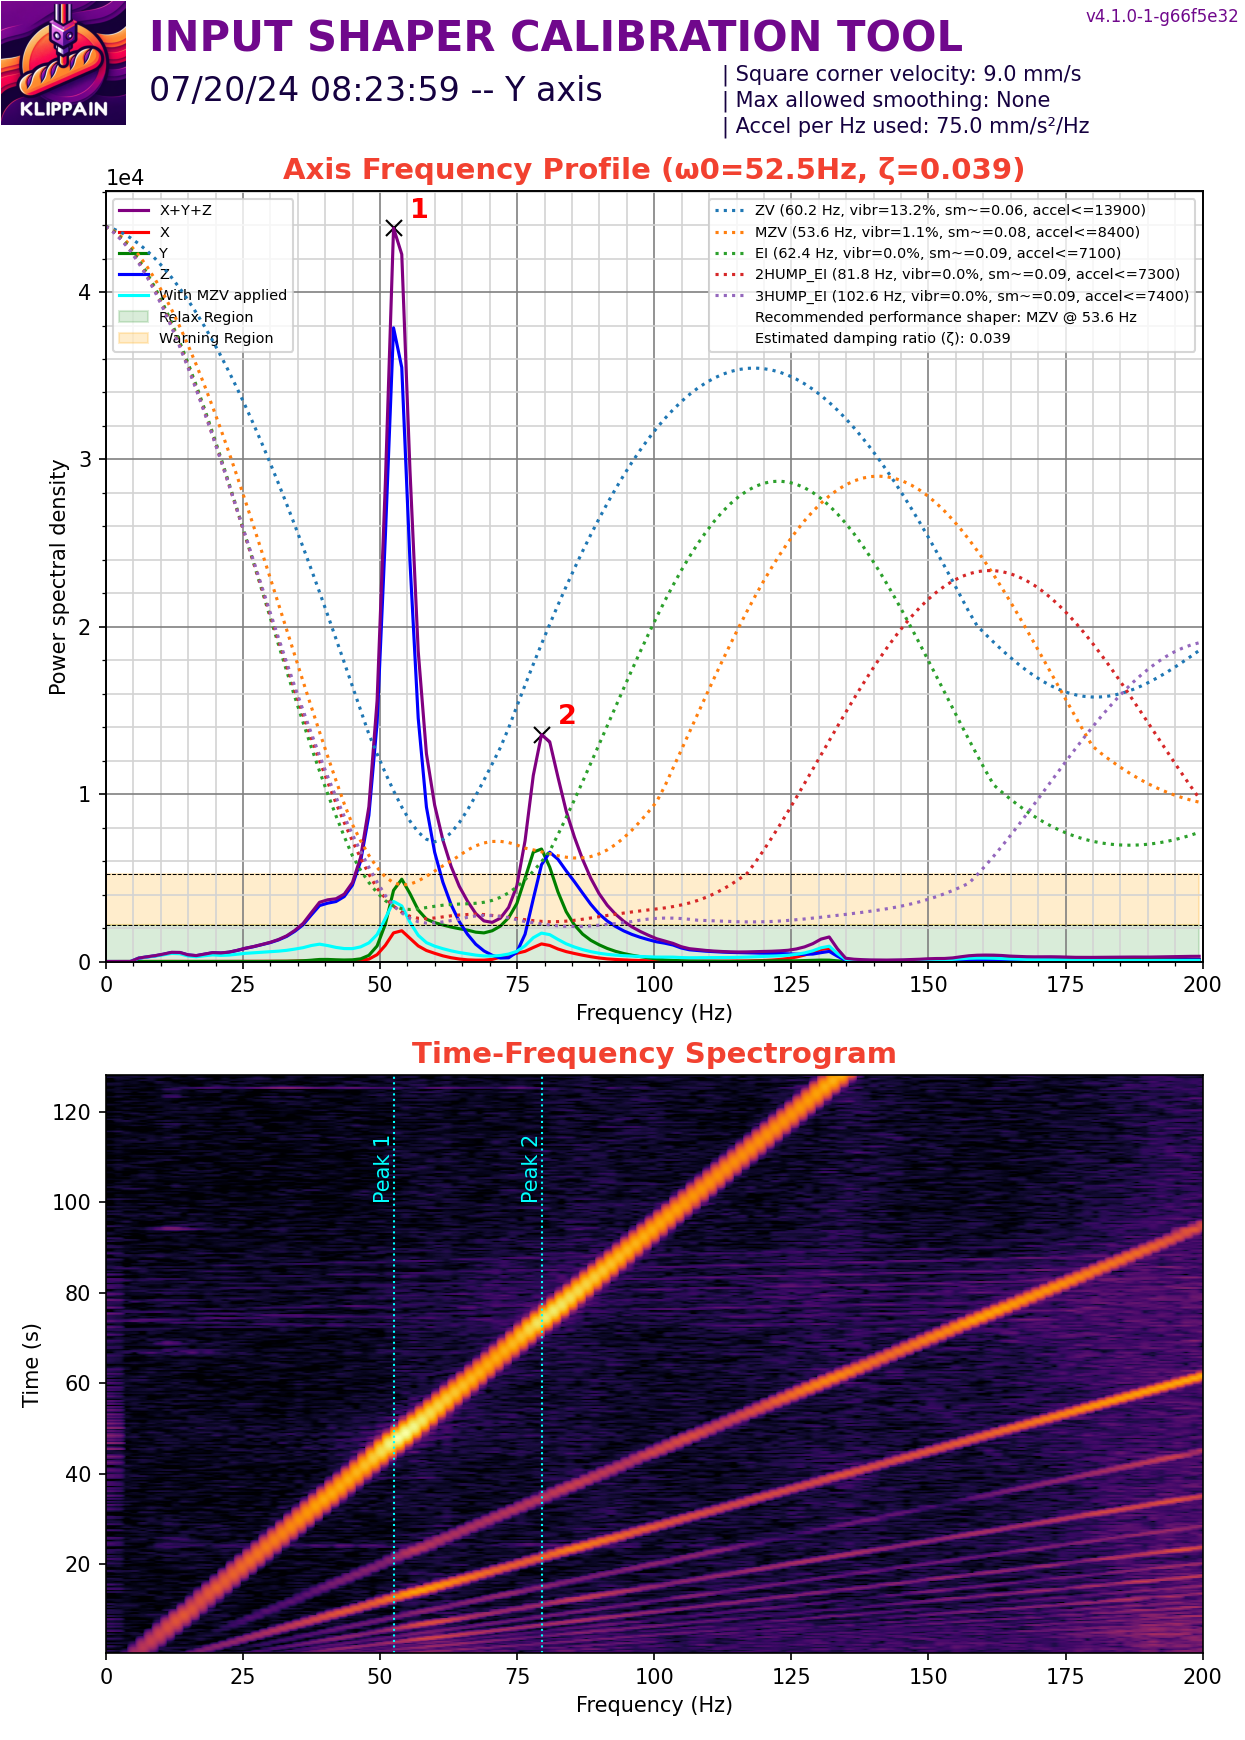 v4.1.0-1-g66f5e32
INPUT SHAPER CALIBRATION TOOL
07/20/24 08:23:59 -- Y axis
| Square corner velocity: 9.0 mm/s
| Max allowed smoothing: None
| Accel per Hz used: 75.0 mm/s²/Hz
KLIPPAIN
Axis Frequency Profile (ω0=52.5Hz, ζ=0.039)
1e4
X+Y+Z
X
Y
Z
With MZV applied
Relax Region
Warning Region
1
2
ZV (60.2 Hz, vibr=13.2%, sm~=0.06, accel<=13900)
MZV (53.6 Hz, vibr=1.1%, sm~=0.08, accel<=8400)
EI (62.4 Hz, vibr=0.0%, sm~=0.09, accel<=7100)
2HUMP_EI (81.8 Hz, vibr=0.0%, sm~=0.09, accel<=7300)
3HUMP_EI (102.6 Hz, vibr=0.0%, sm~=0.09, accel<=7400)
Recommended performance shaper: MZV @ 53.6 Hz
Estimated damping ratio (ζ): 0.039
Power spectral density
4
3
2
1
0
0 25 50 75 100 125 150 175 200
Frequency (Hz)
Time-Frequency Spectrogram
Peak 1
Peak 2
Time (s)
120
100
80
60
40
20
0 25 50 75 100 125 150 175 200
Frequency (Hz)